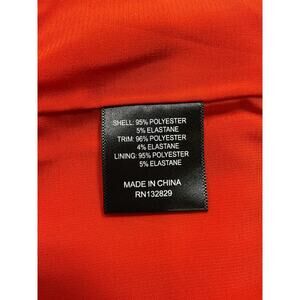 SHELL: 95% POLYESTER
5% ELASTANE
TRIM: 96% POLYESTER
4% ELASTANE
LINING: 95% POLYESTER
5% ELASTANE
MADE IN CHINA
RN132829